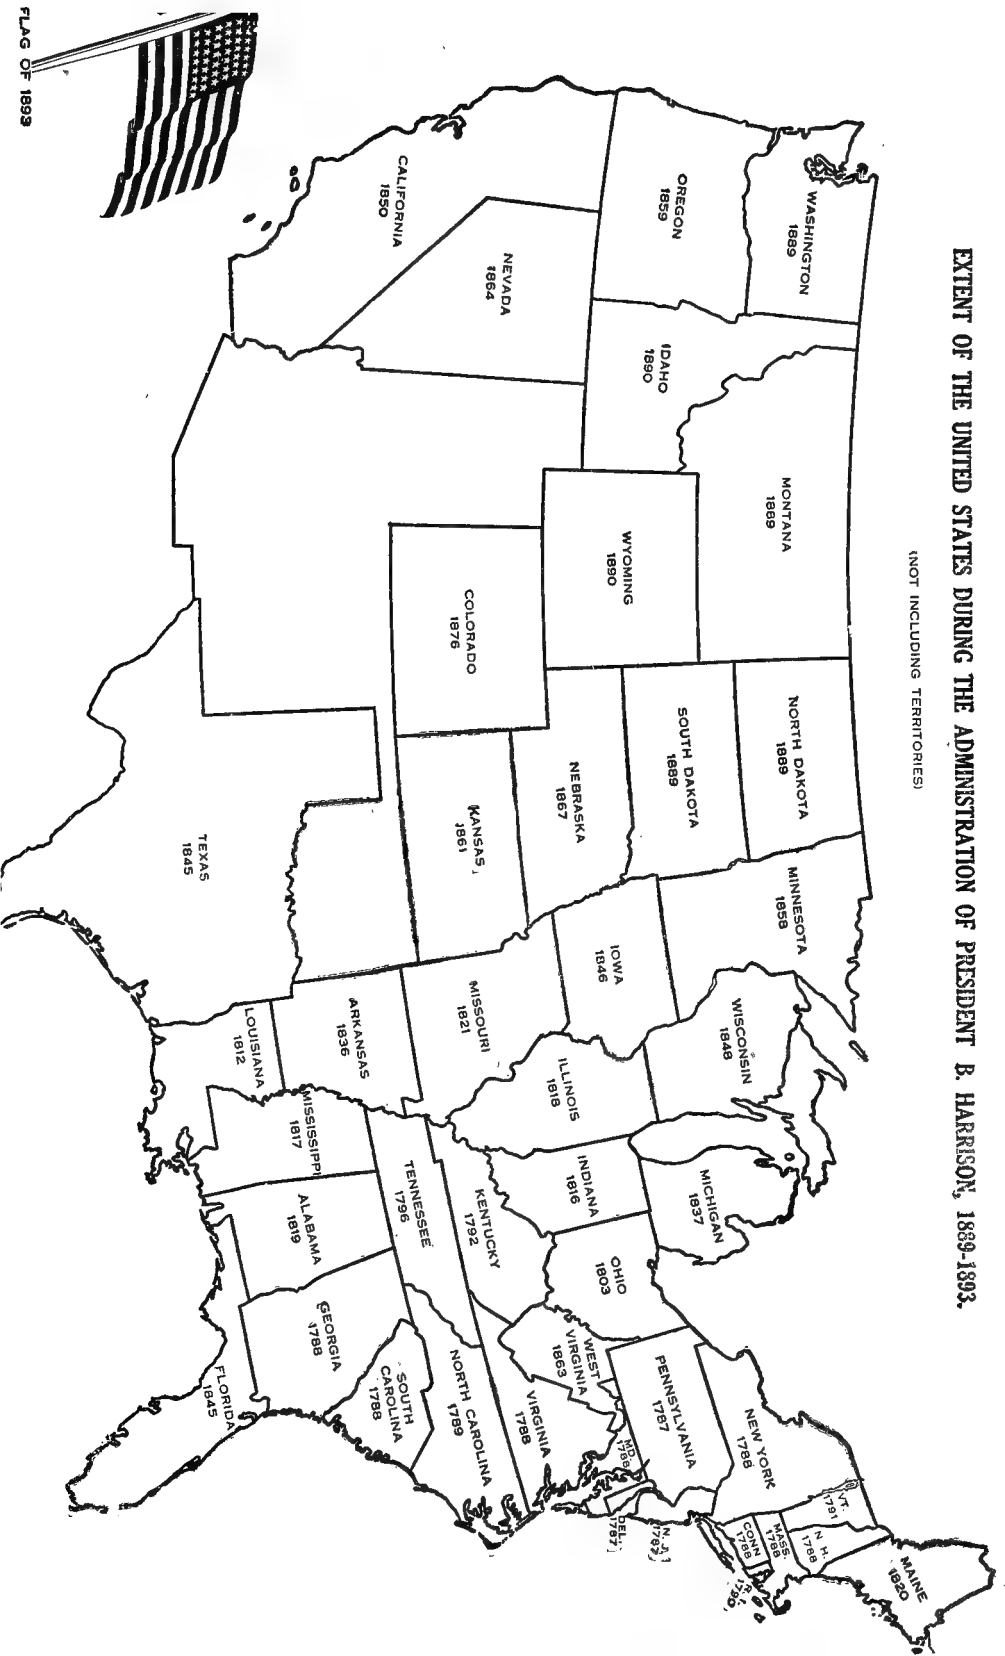 EXTENT OF THE UNITED STATES DURING THE ADMINISTRATION OF PRESIDENT B. HARRISON, 1889-1893.
(NOT INCLUDING TERRITORIES)
WASHINGTON
1889
OREGON
1859
CALIFORNIA
1850
NEVADA
1864
IDAHO
1890
MONTANA
1889
WYOMING
1890
COLORADO
1876
NORTH DAKOTA
1889
SOUTH DAKOTA
1889
NEBRASKA
1867
KANSAS
1861
TEXAS
1845
MINNESOTA
1858
IOWA
1846
MISSOURI
1821
ARKANSAS
1836
LOUISIANA
1812
WISCONSIN
1848
ILLINOIS
1818
MISSISSIPPI
1817
MICHIGAN
1837
INDIANA
1816
KENTUCKY
1792
TENNESSEE
1796
ALABAMA
1819
OHIO
1803
GEORGIA
1788
FLORIDA
1845
WEST
VIRGINIA
1863
VIRGINIA
1788
NORTH CAROLINA
1789
SOUTH
CAROLINA
1788
PENNSYLVANIA
1787
NEW YORK
1788
MD.
1788
DEL.
1787
N.J.
1787
CONN
1788
MASS.
1788
VT.
1791
N. H.
1788
MAINE
1820
FLAG OF 1893